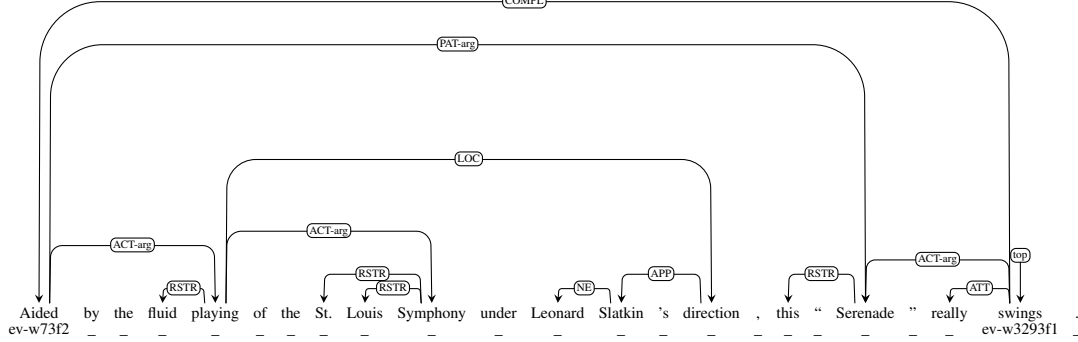 COMPL
PAT-arg
LOC
ACT-arg
ACT-arg
ACT-arg top
RSTR RSTR NE APP RSTR ATT
RSTR RSTR
Aided by the fluid playing of the St. Louis Symphony under Leonard Slatkin 's direction , this “ Serenade ” really swings .
ev-w73f2 _ _ _ _ _ _ _ _ _ _ _ _ _ _ _ _ _ _ _ _ ev-w3293f1 _